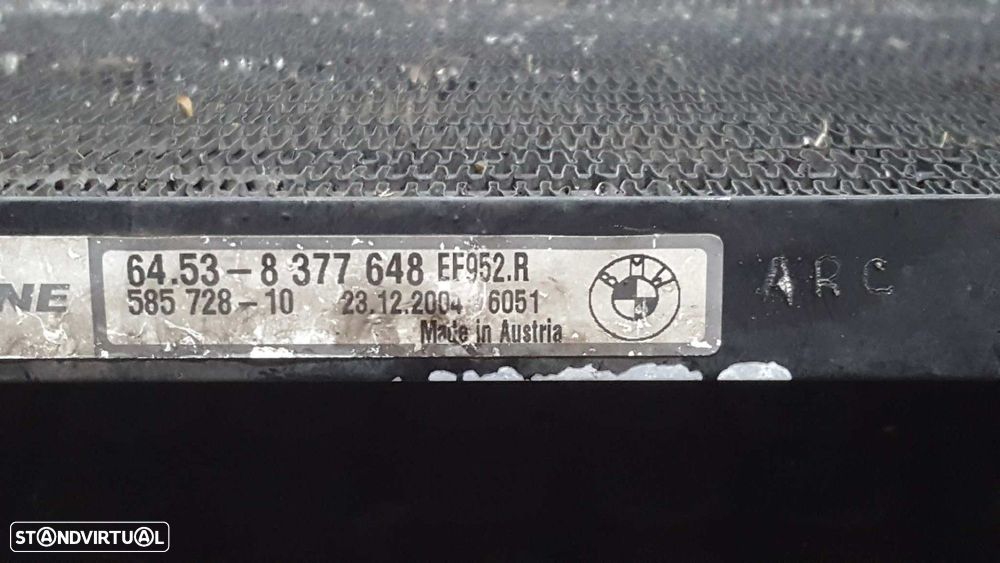 NE
64.53-8 377 648 EF952.R
585 728-10 23.12.2004 6051
Made in Austria
BMW
ARC
STANDVIRTUAL